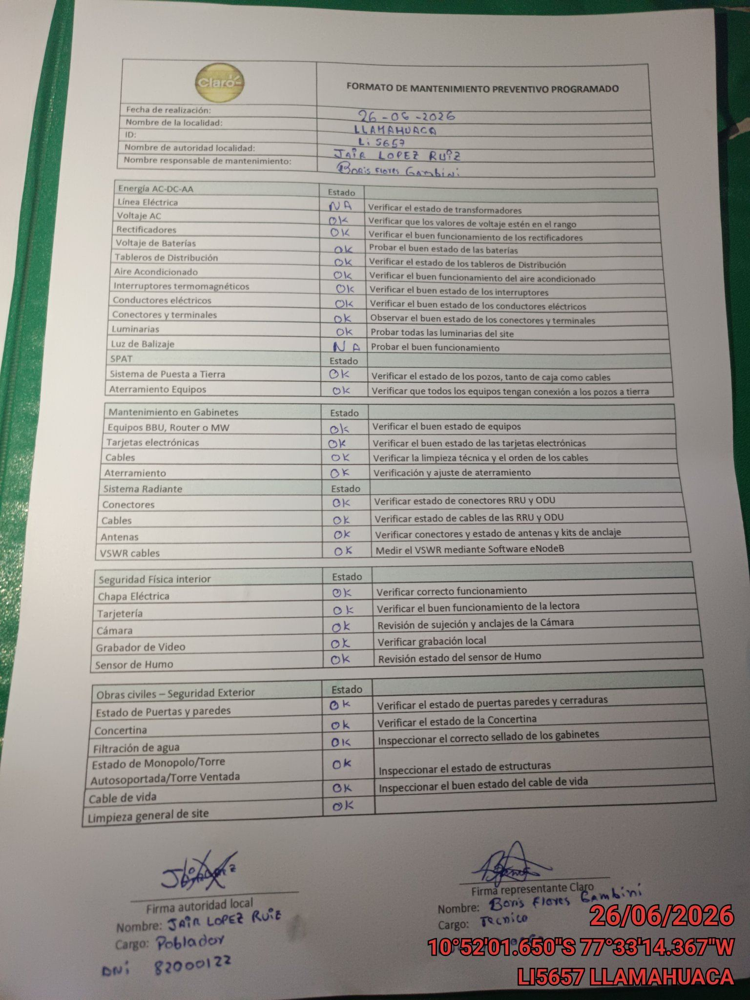 Claro
FORMATO DE MANTENIMIENTO PREVENTIVO PROGRAMADO
Fecha de realización: 26-06-2026
Nombre de la localidad: LLAMAHUACA
ID: Li 5657
Nombre de autoridad localidad: JAIR LOPEZ RUIZ
Nombre responsable de mantenimiento: Boris Flores Gambini
Energía AC-DC-AA Estado
Línea Eléctrica NA Verificar el estado de transformadores
Voltaje AC OK Verificar que los valores de voltaje estén en el rango
Rectificadores OK Verificar el buen funcionamiento de los rectificadores
Voltaje de Baterías OK Probar el buen estado de las baterías
Tableros de Distribución OK Verificar el estado de los tableros de Distribución
Aire Acondicionado OK Verificar el buen funcionamiento del aire acondicionado
Interruptores termomagnéticos OK Verificar el buen estado de los interruptores
Conductores eléctricos OK Verificar el buen estado de los conductores eléctricos
Conectores y terminales OK Observar el buen estado de los conectores y terminales
Luminarias OK Probar todas las luminarias del site
Luz de Balizaje NA Probar el buen funcionamiento
SPAT Estado
Sistema de Puesta a Tierra OK Verificar el estado de los pozos, tanto de caja como cables
Aterramiento Equipos OK Verificar que todos los equipos tengan conexión a los pozos a tierra
Mantenimiento en Gabinetes Estado
Equipos BBU, Router o MW OK Verificar el buen estado de equipos
Tarjetas electrónicas OK Verificar el buen estado de las tarjetas electrónicas
Cables OK Verificar la limpieza técnica y el orden de los cables
Aterramiento OK Verificación y ajuste de aterramiento
Sistema Radiante Estado
Conectores OK Verificar estado de conectores RRU y ODU
Cables OK Verificar estado de cables de las RRU y ODU
Antenas OK Verificar conectores y estado de antenas y kits de anclaje
VSWR cables OK Medir el VSWR mediante Software eNodeB
Seguridad Física interior Estado
Chapa Eléctrica OK Verificar correcto funcionamiento
Tarjetería OK Verificar el buen funcionamiento de la lectora
Cámara OK Revisión de sujeción y anclajes de la Cámara
Grabador de Video OK Verificar grabación local
Sensor de Humo OK Revisión estado del sensor de Humo
Obras civiles – Seguridad Exterior Estado
Estado de Puertas y paredes OK Verificar el estado de puertas paredes y cerraduras
Concertina OK Verificar el estado de la Concertina
Filtración de agua OK Inspeccionar el correcto sellado de los gabinetes
Estado de Monopolo/Torre
Autosoportada/Torre Ventada OK Inspeccionar el estado de estructuras
Cable de vida OK Inspeccionar el buen estado del cable de vida
Limpieza general de site OK
Firma autoridad local
Nombre: JAIR LOPEZ RUIZ
Cargo: Poblador
DNi 82000122
Firma representante Claro
Nombre: Boris Flores Gambini
Cargo: Tecnico
26/06/2026
10°52'01.650"S 77°33'14.367"W
LI5657 LLAMAHUACA